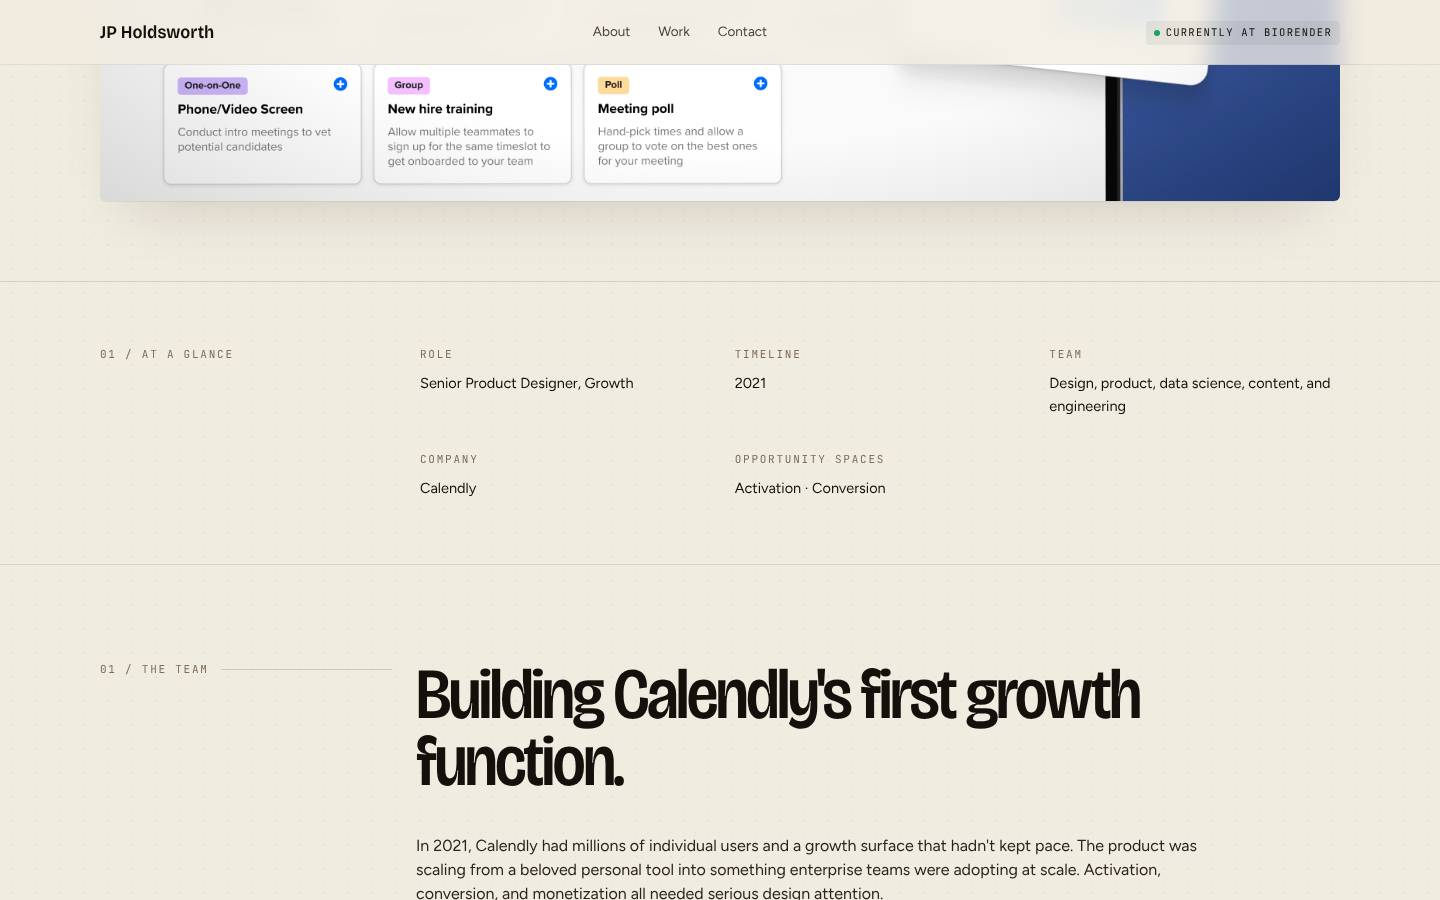 JP Holdsworth
About
Work
Contact
CURRENTLY AT BIORENDER
One-on-One
Phone/Video Screen
Conduct intro meetings to vet
potential candidates
Group
New hire training
Allow multiple teammates to
sign up for the same timeslot to
get onboarded to your team
Poll
Meeting poll
Hand-pick times and allow a
group to vote on the best ones
for your meeting
01 / AT A GLANCE
ROLE
Senior Product Designer, Growth
TIMELINE
2021
TEAM
Design, product, data science, content, and
engineering
COMPANY
Calendly
OPPORTUNITY SPACES
Activation · Conversion
01 / THE TEAM
Building Calendly's first growth
function.
In 2021, Calendly had millions of individual users and a growth surface that hadn't kept pace. The product was
scaling from a beloved personal tool into something enterprise teams were adopting at scale. Activation,
conversion, and monetization all needed serious design attention.